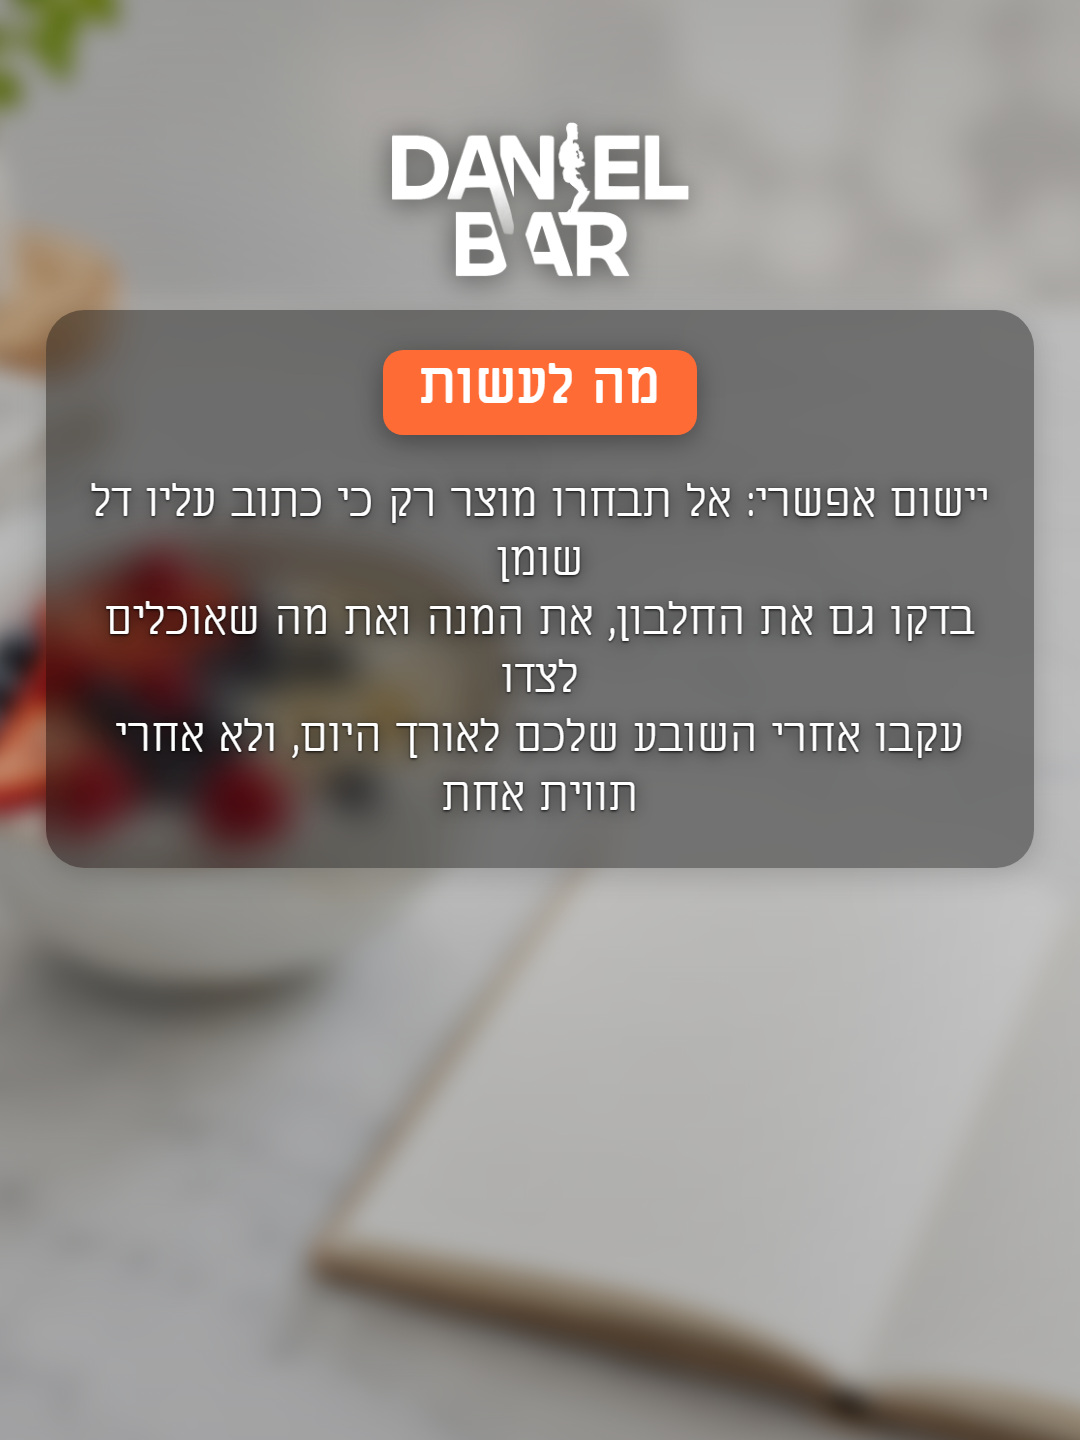 DANIEL
BAR
מה לעשות
יישום אפשרי: אל תבחרו מוצר רק כי כתוב עליו דל
שומן
בדקו גם את החלבון, את המנה ואת מה שאוכלים
לצדו
עקבו אחרי השובע שלכם לאורך היום, ולא אחרי
תווית אחת